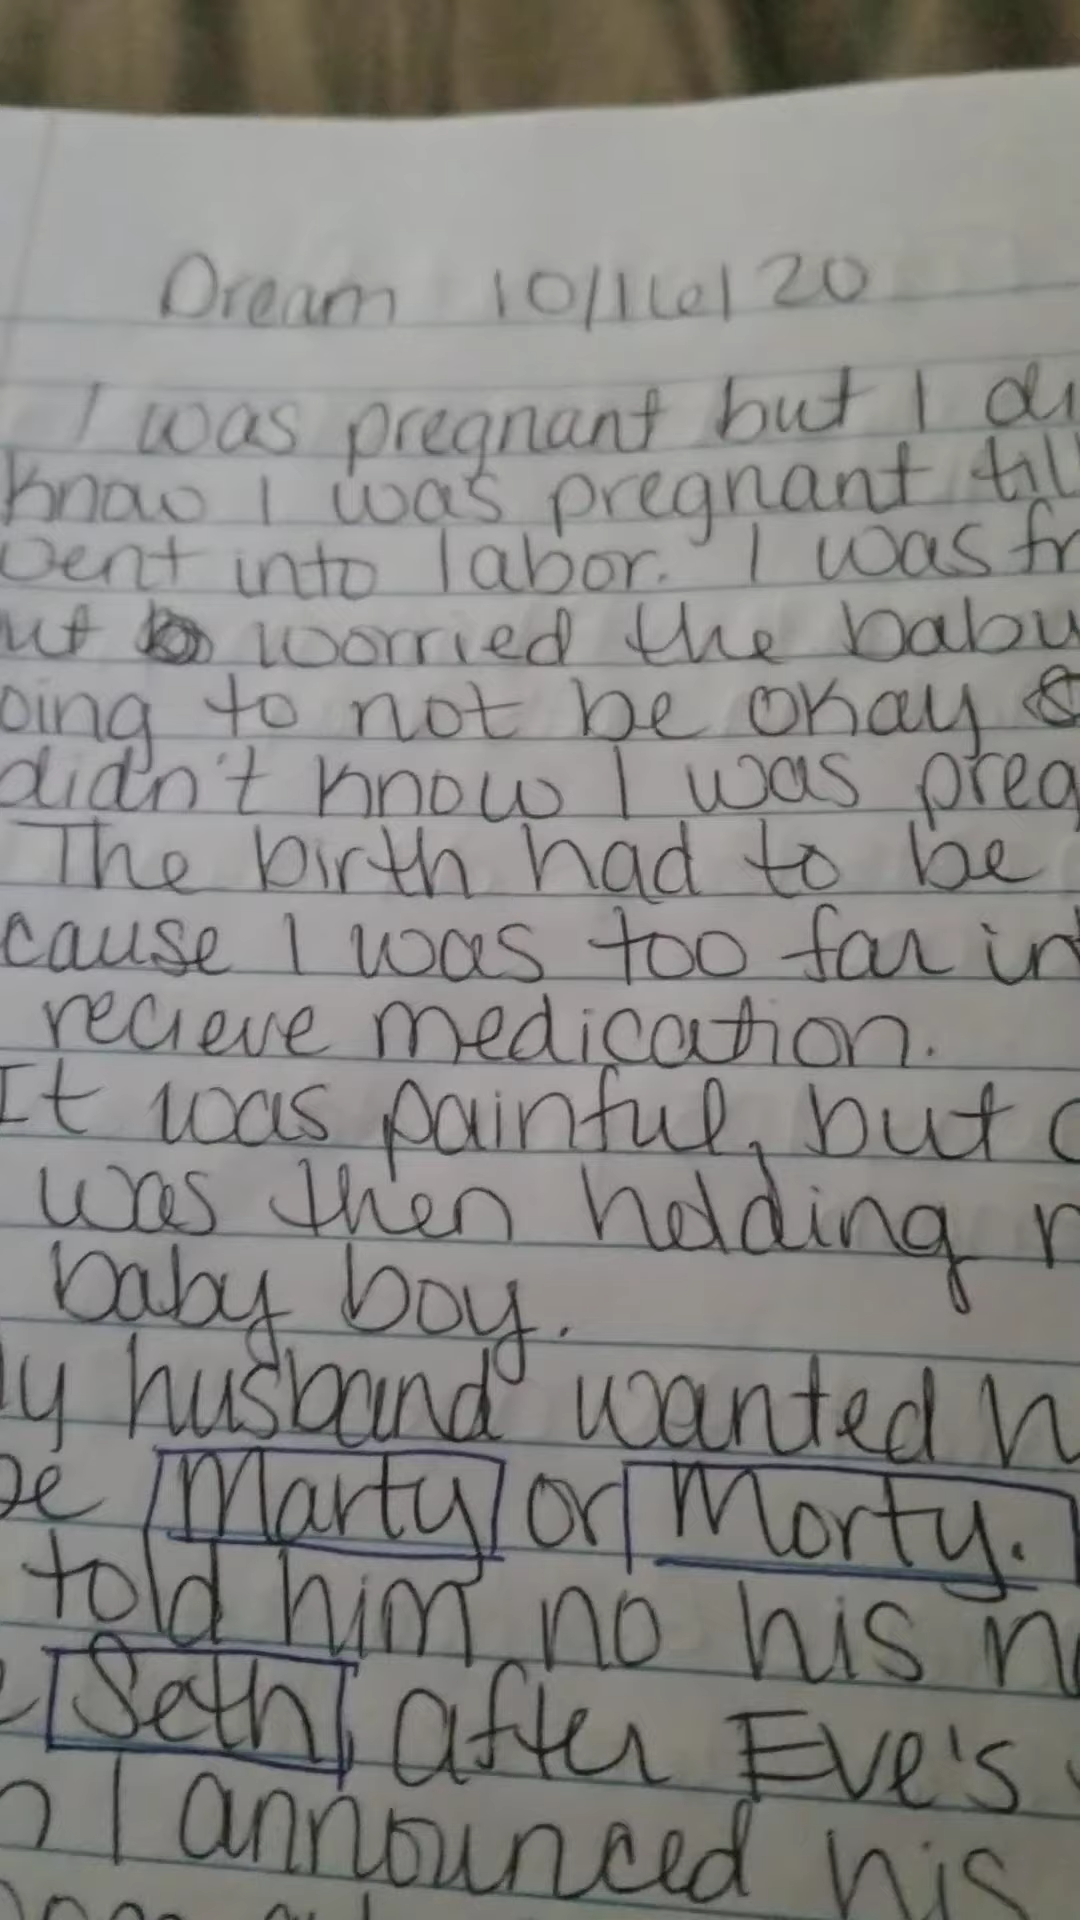 Dream 10/16/20
I was pregnant but I di
know I was pregnant til
went into labor. I was fr
ut worried the baby
oing to not be okay
didn't know I was preg
The birth had to be
cause I was too far in
recieve medication.
It was painful, but
was then holding
baby boy.
ly husband wanted h
be Marty or Morty.
told him no his n
Seth, after Eve's
I announced his